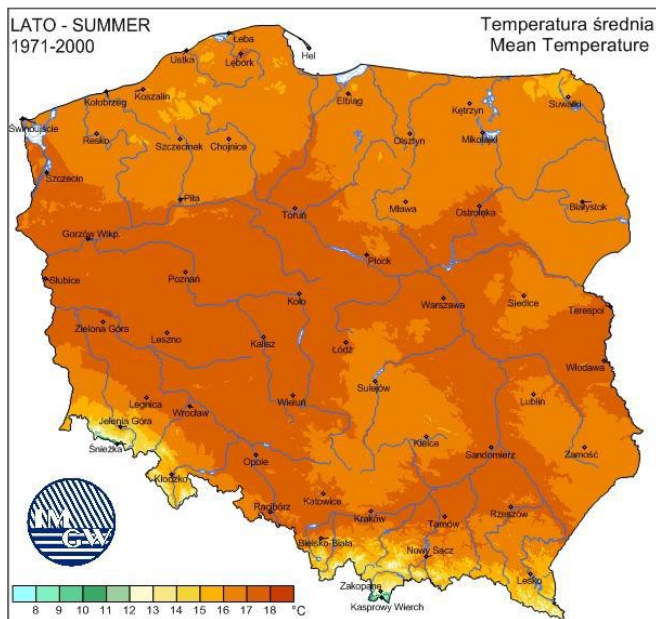 LATO - SUMMER
1971-2000
Temperatura średnia
Mean Temperature
Łeba
Hel
Ustka
Lębork
Koszalin
Kołobrzeg
Elbląg
Kętrzyn
Suwałki
Świnoujście
Resko
Szczecinek
Chojnice
Olsztyn
Mikołajki
Szczecin
Piła
Toruń
Mława
Ostrołęka
Białystok
Gorzów Wlkp.
Płock
Słubice
Poznań
Koło
Warszawa
Siedlce
Terespol
Zielona Góra
Leszno
Kalisz
Łódź
Włodawa
Sulejów
Legnica
Wrocław
Wieluń
Lublin
Jelenia Góra
Śnieżka
Opole
Kielce
Sandomierz
Zamość
Kłodzko
Racibórz
Katowice
Kraków
Tarnów
Rzeszów
Bielsko-Biała
Nowy Sącz
Lesko
Zakopane
Kasprowy Wierch
IM
GW
8 9 10 11 12 13 14 15 16 17 18 °C